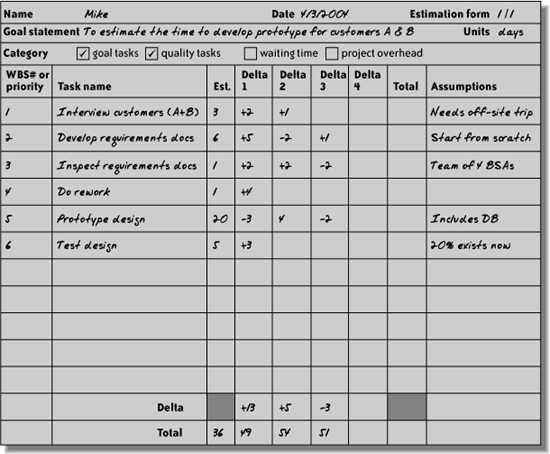 Name Mike Date 4/3/2004 Estimation form 1/1
Goal statement To estimate the time to develop prototype for customers A & B Units days
Category ✓ goal tasks ✓ quality tasks waiting time project overhead
WBS# or priority Task name Est. Delta 1 Delta 2 Delta 3 Delta 4 Total Assumptions
1 Interview customers (A+B) 3 +2 +1 Needs off-site trip
2 Develop requirements docs 6 +5 -2 +1 Start from scratch
3 Inspect requirements docs 1 +2 +2 -2 Team of 4 BSAs
4 Do rework 1 +4
5 Prototype design 20 -3 4 -2 Includes DB
6 Test design 5 +3 20% exists now
Delta +13 +5 -3
Total 36 49 54 51